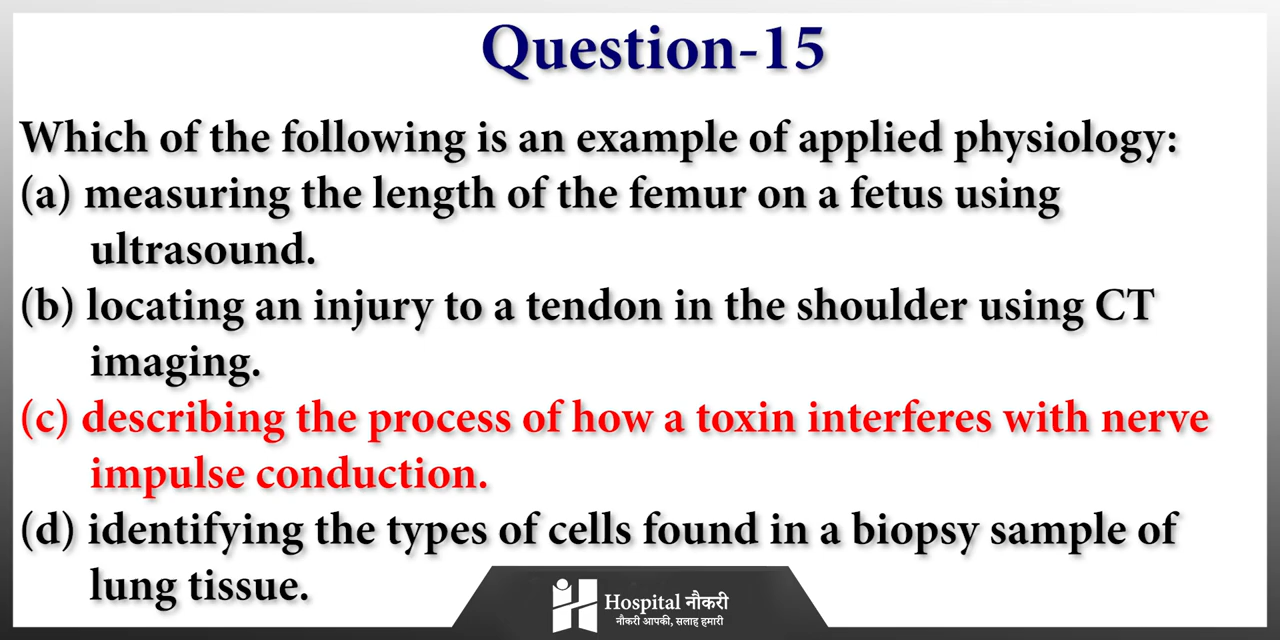 Question-15
Which of the following is an example of applied physiology:
(a) measuring the length of the femur on a fetus using
ultrasound.
(b) locating an injury to a tendon in the shoulder using CT
imaging.
(c) describing the process of how a toxin interferes with nerve
impulse conduction.
(d) identifying the types of cells found in a biopsy sample of
lung tissue.
Hospital नौकरी
नौकरी आपकी, सलाह हमारी